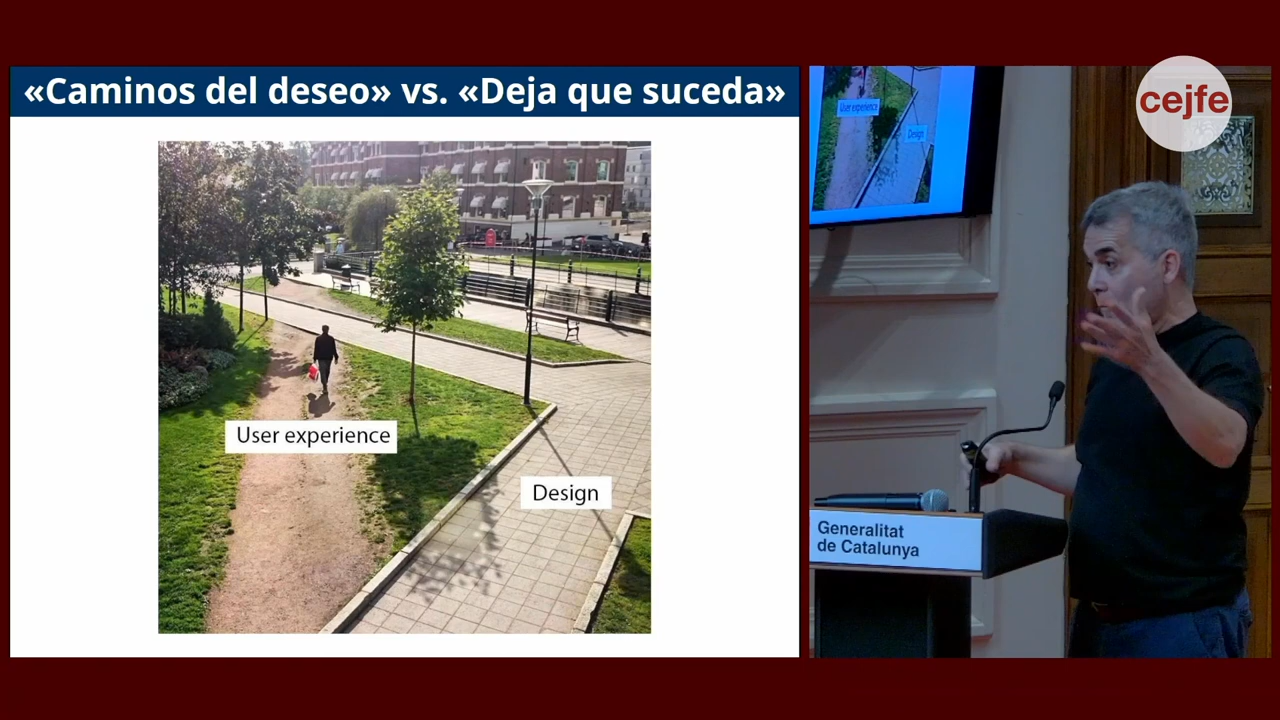 «Caminos del deseo» vs. «Deja que suceda»
User experience
Design
User experience
Design
cejfe
Generalitat
de Catalunya